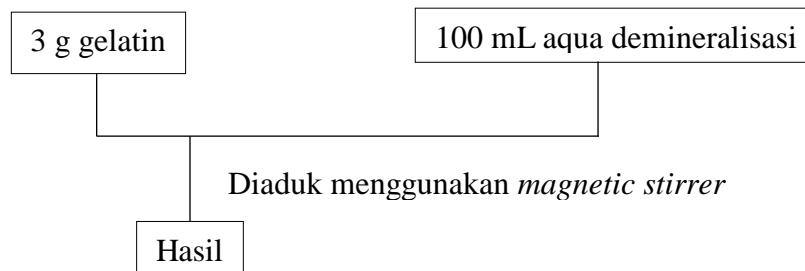 3 g gelatin
100 mL aqua demineralisasi
Diaduk menggunakan magnetic stirrer
Hasil